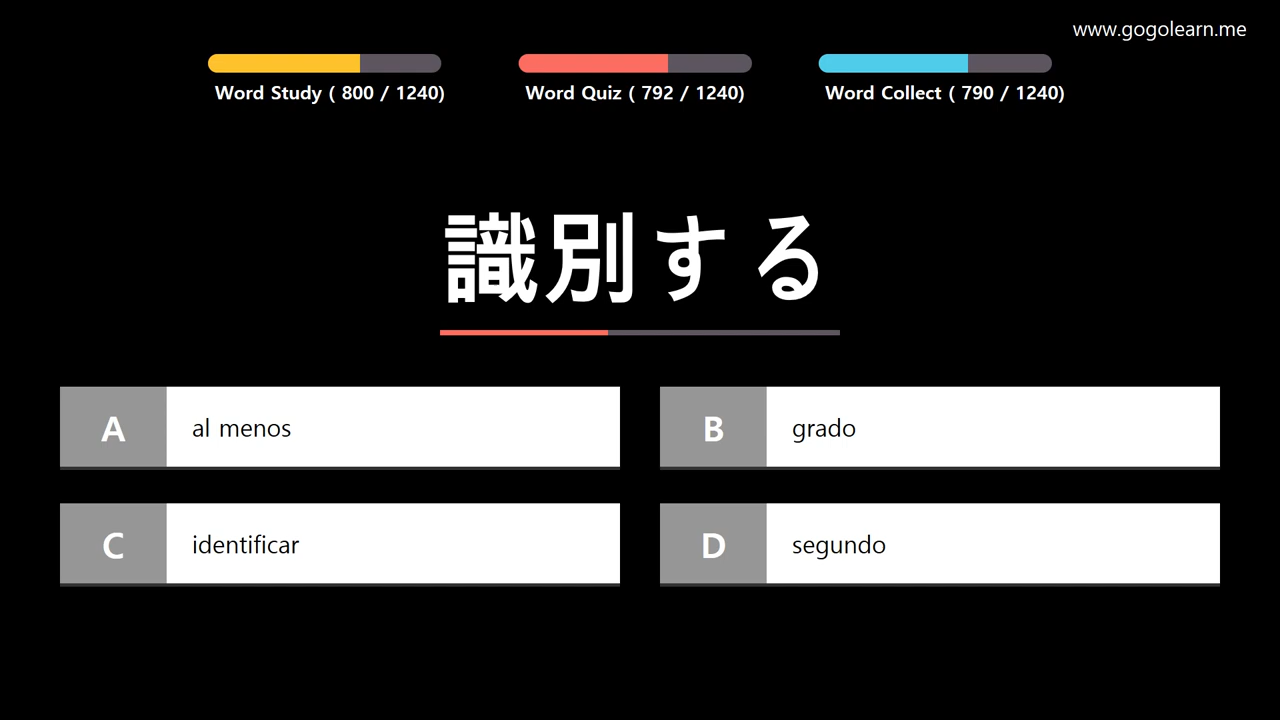 www.gogolearn.me
Word Study ( 800 / 1240)
Word Quiz ( 792 / 1240)
Word Collect ( 790 / 1240)
識別する
A al menos
B grado
C identificar
D segundo